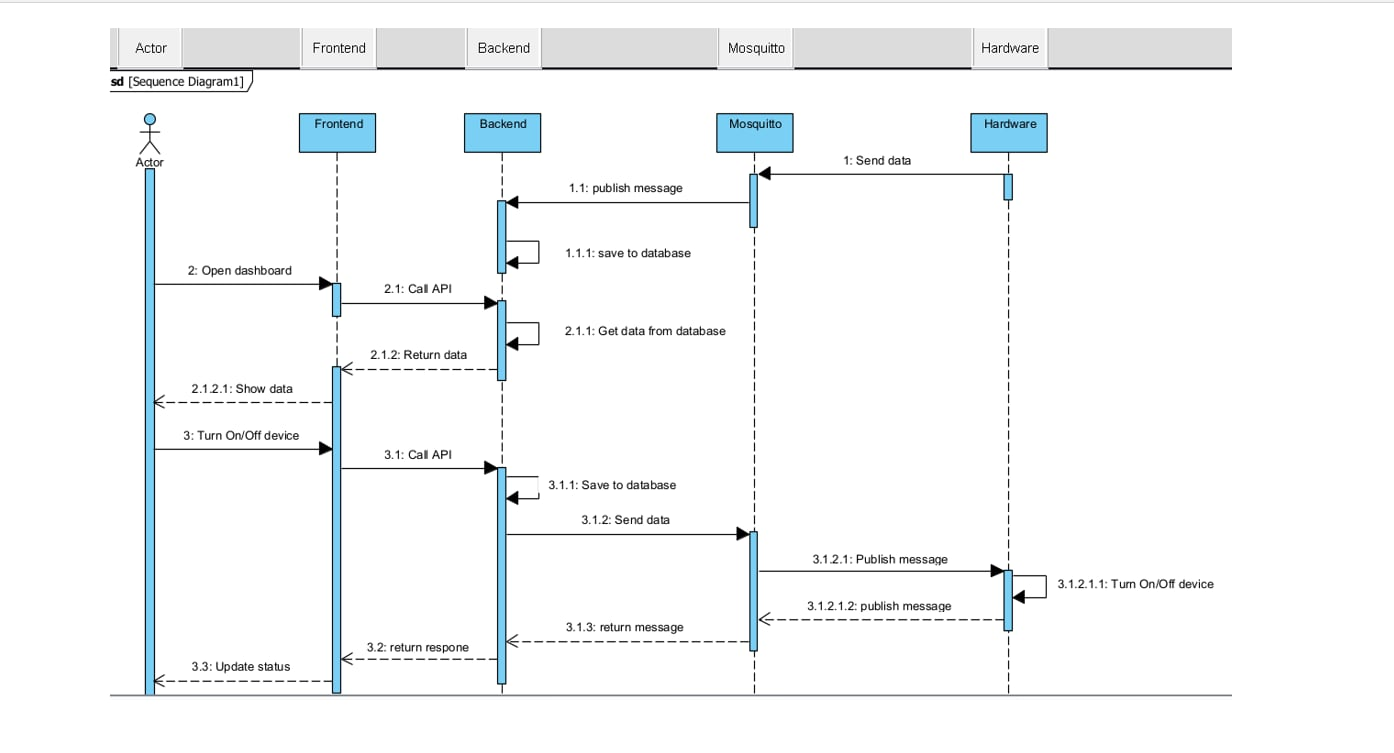 Actor Frontend Backend Mosquitto Hardware
sd [Sequence Diagram1]
Frontend Backend Mosquitto Hardware
Actor
1: Send data
1.1: publish message
1.1.1: save to database
2: Open dashboard
2.1: Call API
2.1.1: Get data from database
2.1.2: Return data
2.1.2.1: Show data
3: Turn On/Off device
3.1: Call API
3.1.1: Save to database
3.1.2: Send data
3.1.2.1: Publish message
3.1.2.1.1: Turn On/Off device
3.1.2.1.2: publish message
3.1.3: return message
3.2: return respone
3.3: Update status